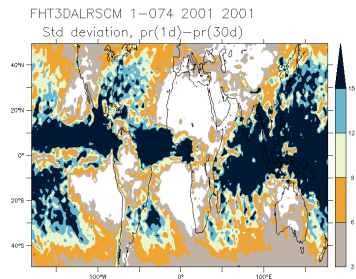 FHT3DALRSCM 1-074 2001 2001
Std deviation, pr(1d)-pr(30d)
40°N
20°N
0°
20°S
40°S
100°W
0°
100°E
15
12
9
6
3